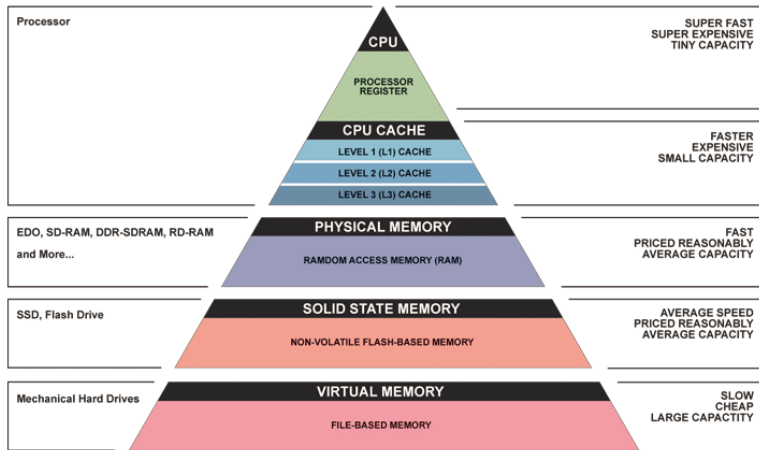 Processor
CPU
SUPER FAST
SUPER EXPENSIVE
TINY CAPACITY
PROCESSOR
REGISTER
CPU CACHE
LEVEL 1 (L1) CACHE
LEVEL 2 (L2) CACHE
LEVEL 3 (L3) CACHE
FASTER
EXPENSIVE
SMALL CAPACITY
EDO, SD-RAM, DDR-SDRAM, RD-RAM
and More...
PHYSICAL MEMORY
RAMDOM ACCESS MEMORY (RAM)
FAST
PRICED REASONABLY
AVERAGE CAPACITY
SSD, Flash Drive
SOLID STATE MEMORY
NON-VOLATILE FLASH-BASED MEMORY
AVERAGE SPEED
PRICED REASONABLY
AVERAGE CAPACITY
Mechanical Hard Drives
VIRTUAL MEMORY
FILE-BASED MEMORY
SLOW
CHEAP
LARGE CAPACTITY